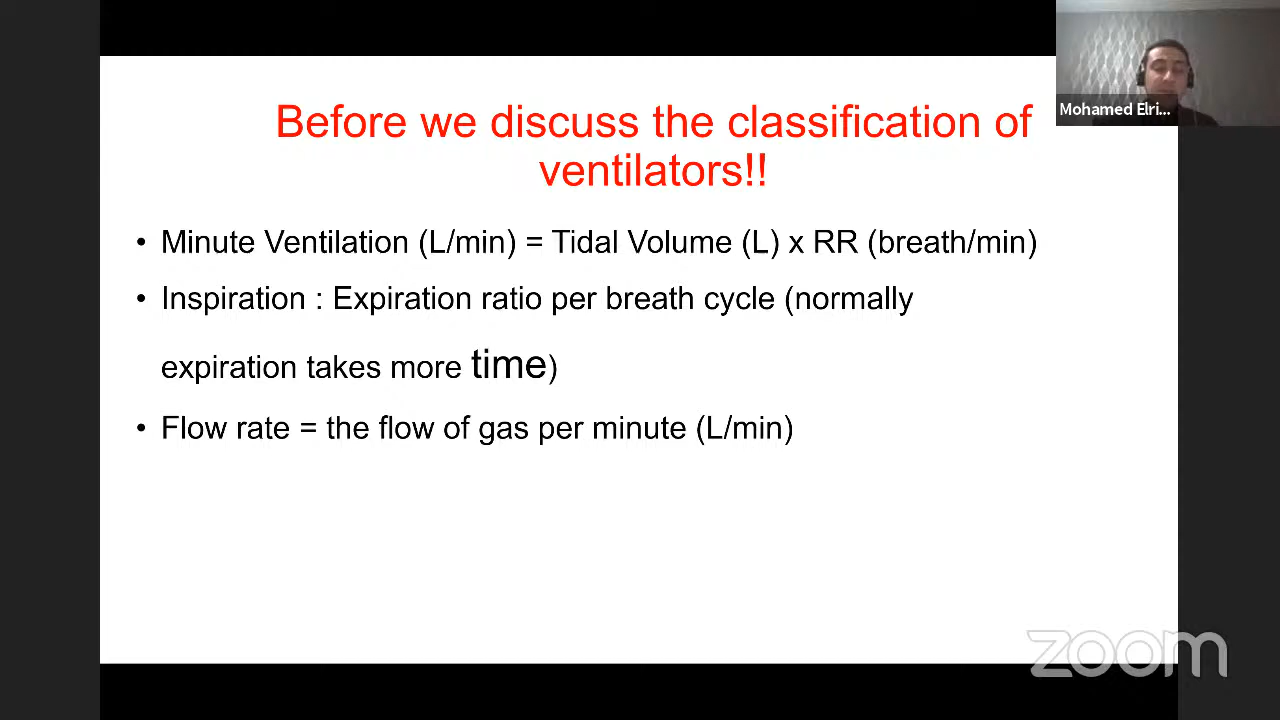 Before we discuss the classification of
ventilators!!
• Minute Ventilation (L/min) = Tidal Volume (L) x RR (breath/min)
• Inspiration : Expiration ratio per breath cycle (normally
expiration takes more time)
• Flow rate = the flow of gas per minute (L/min)
Mohamed Elri...
zoom